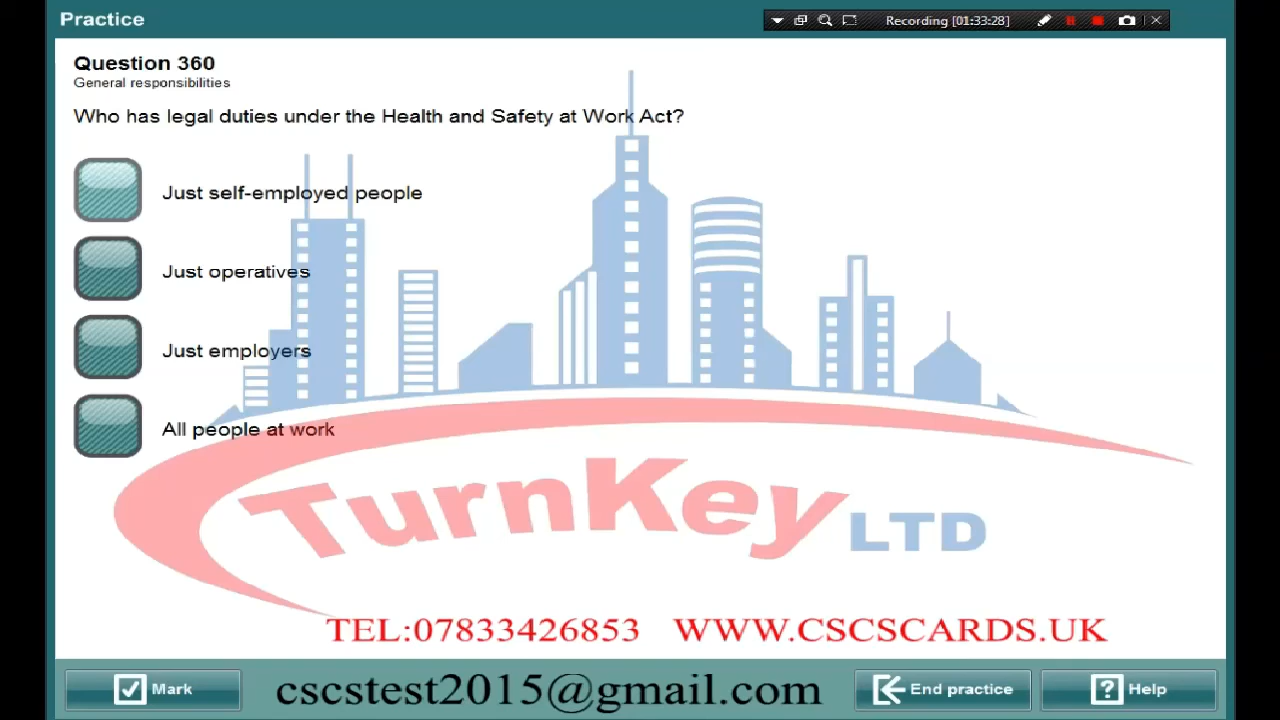 Practice
Recording [01:33:28]
Question 360
General responsibilities
Who has legal duties under the Health and Safety at Work Act?
Just self-employed people
Just operatives
Just employers
All people at work
TurnKey LTD
TEL:07833426853 WWW.CSCSCARDS.UK
Mark
cscstest2015@gmail.com
End practice
Help